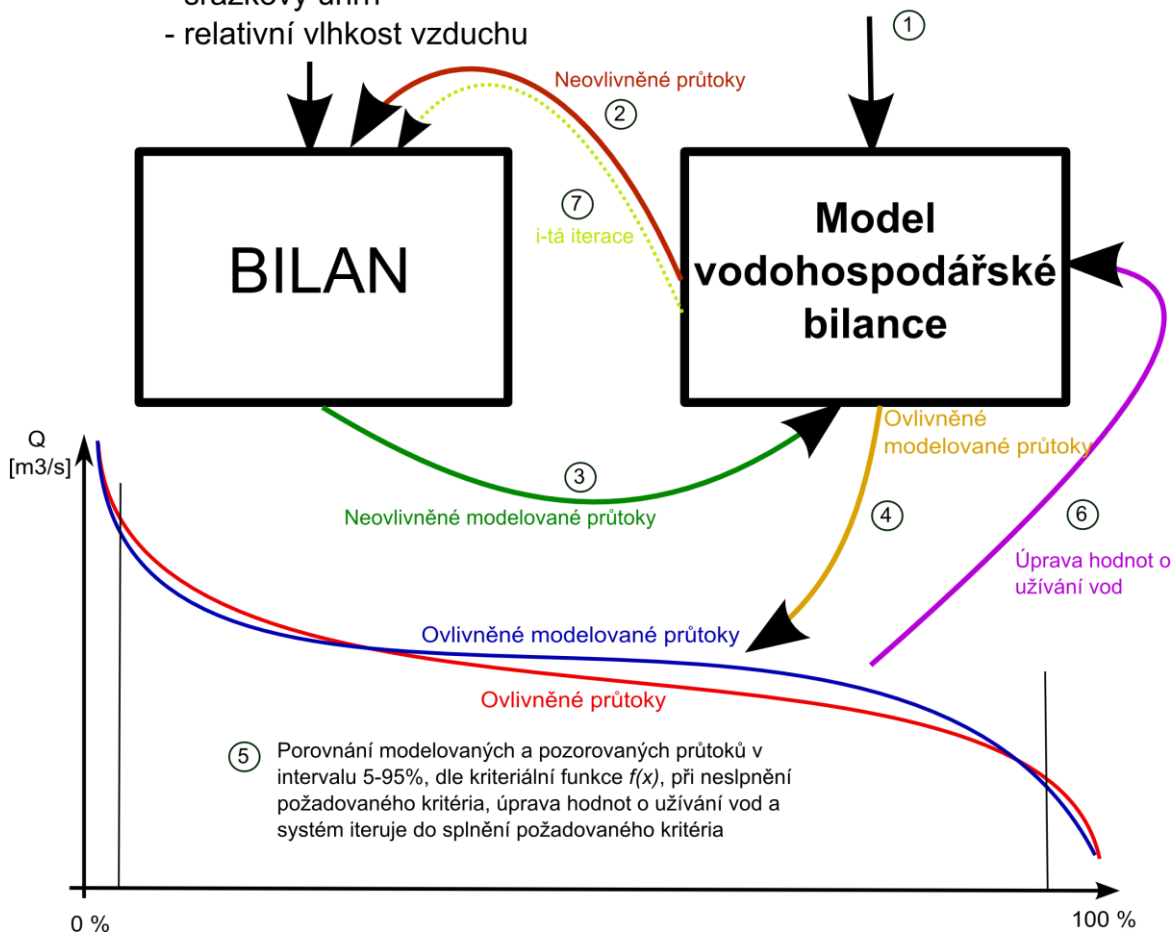 - srážkový úhrn
- relativní vlhkost vzduchu
1
Neovlivněné průtoky
2
7
i-tá iterace
BILAN
Model
vodohospodářské
bilance
Ovlivněné
modelované průtoky
Q
[m3/s]
3
Neovlivněné modelované průtoky
4
6
Úprava hodnot o
užívání vod
Ovlivněné modelované průtoky
Ovlivněné průtoky
5
Porovnání modelovaných a pozorovaných průtoků v
intervalu 5-95%, dle kriteriální funkce f(x), při neslpnění
požadovaného kritéria, úprava hodnot o užívání vod a
systém iteruje do splnění požadovaného kritéria
0 %
100 %